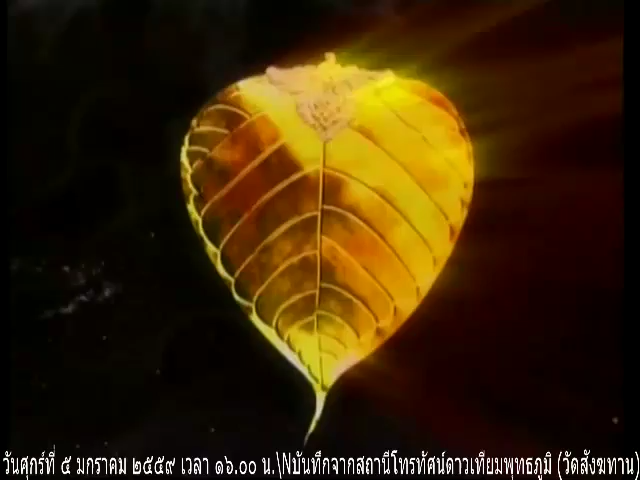 วันศุกร์ที่ ๕ มกราคม ๒๕๕๙ เวลา ๑๖.๐๐ น.\Nบันทึกจากสถานีโทรทัศน์ดาวเทียมพุทธภูมิ (วัดสังฆทาน)